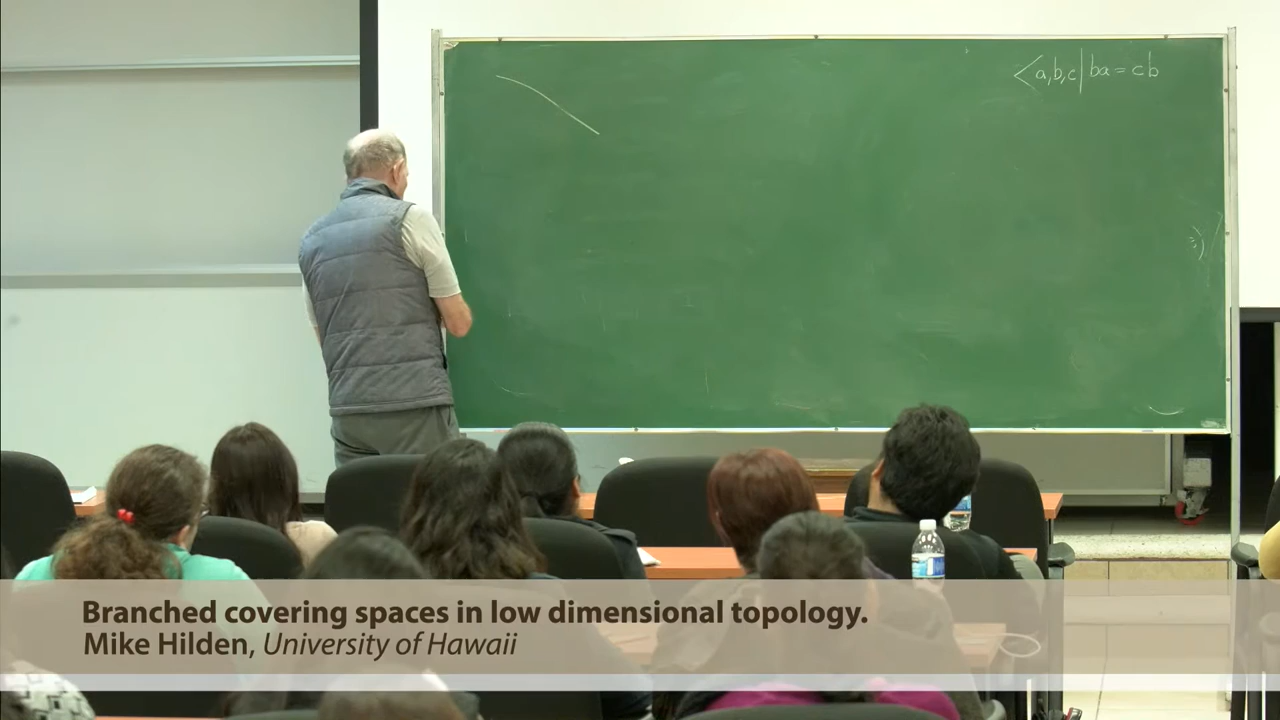 <a,b,c| ba = cb
Branched covering spaces in low dimensional topology.
Mike Hilden, University of Hawaii